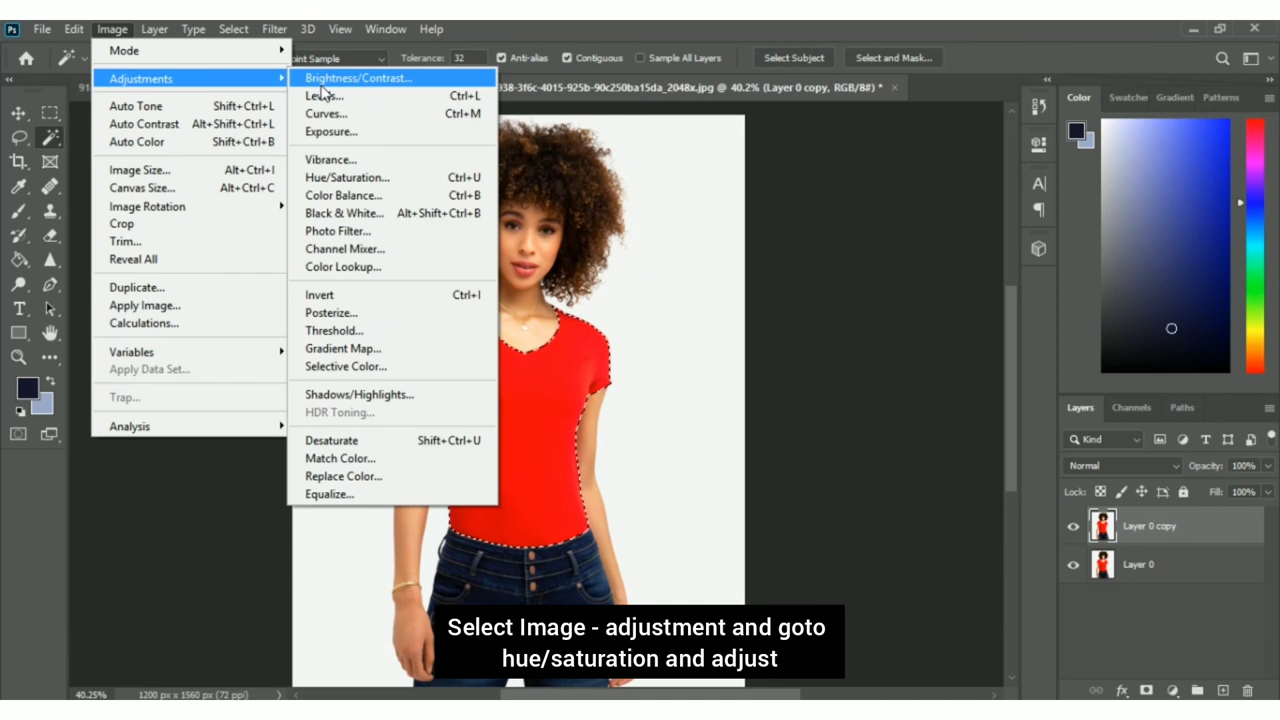 Ps File Edit Image Layer Type Select Filter 3D View Window Help
int Sample Tolerance: 32 Anti-alias Contiguous Sample All Layers Select Subject Select and Mask...
91 938-3f6c-4015-925b-90c250ba15da_2048x.jpg @ 40.2% (Layer 0 copy, RGB/8#) *
Mode
Adjustments
Auto Tone Shift+Ctrl+L
Auto Contrast Alt+Shift+Ctrl+L
Auto Color Shift+Ctrl+B
Image Size... Alt+Ctrl+I
Canvas Size... Alt+Ctrl+C
Image Rotation
Crop
Trim...
Reveal All
Duplicate...
Apply Image...
Calculations...
Variables
Apply Data Set...
Trap...
Analysis
Brightness/Contrast...
Levels... Ctrl+L
Curves... Ctrl+M
Exposure...
Vibrance...
Hue/Saturation... Ctrl+U
Color Balance... Ctrl+B
Black & White... Alt+Shift+Ctrl+B
Photo Filter...
Channel Mixer...
Color Lookup...
Invert Ctrl+I
Posterize...
Threshold...
Gradient Map...
Selective Color...
Shadows/Highlights...
HDR Toning...
Desaturate Shift+Ctrl+U
Match Color...
Replace Color...
Equalize...
Color Swatche Gradient Patterns
Layers Channels Paths
Kind
Normal Opacity: 100%
Lock: Fill: 100%
Layer 0 copy
Layer 0
Select Image - adjustment and goto
hue/saturation and adjust
40.25% 1200 px x 1560 px (72 ppi)